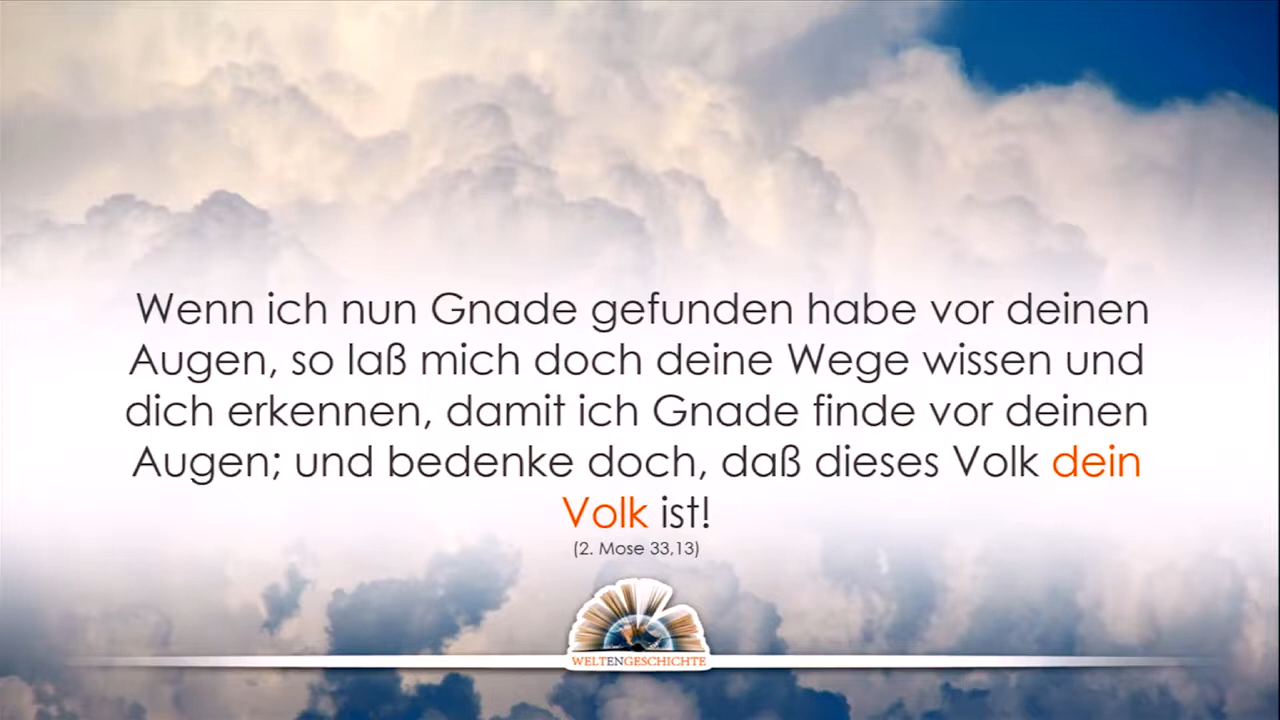 Wenn ich nun Gnade gefunden habe vor deinen
Augen, so laß mich doch deine Wege wissen und
dich erkennen, damit ich Gnade finde vor deinen
Augen; und bedenke doch, daß dieses Volk dein
Volk ist!
(2. Mose 33,13)
WELTENGESCHICHTE